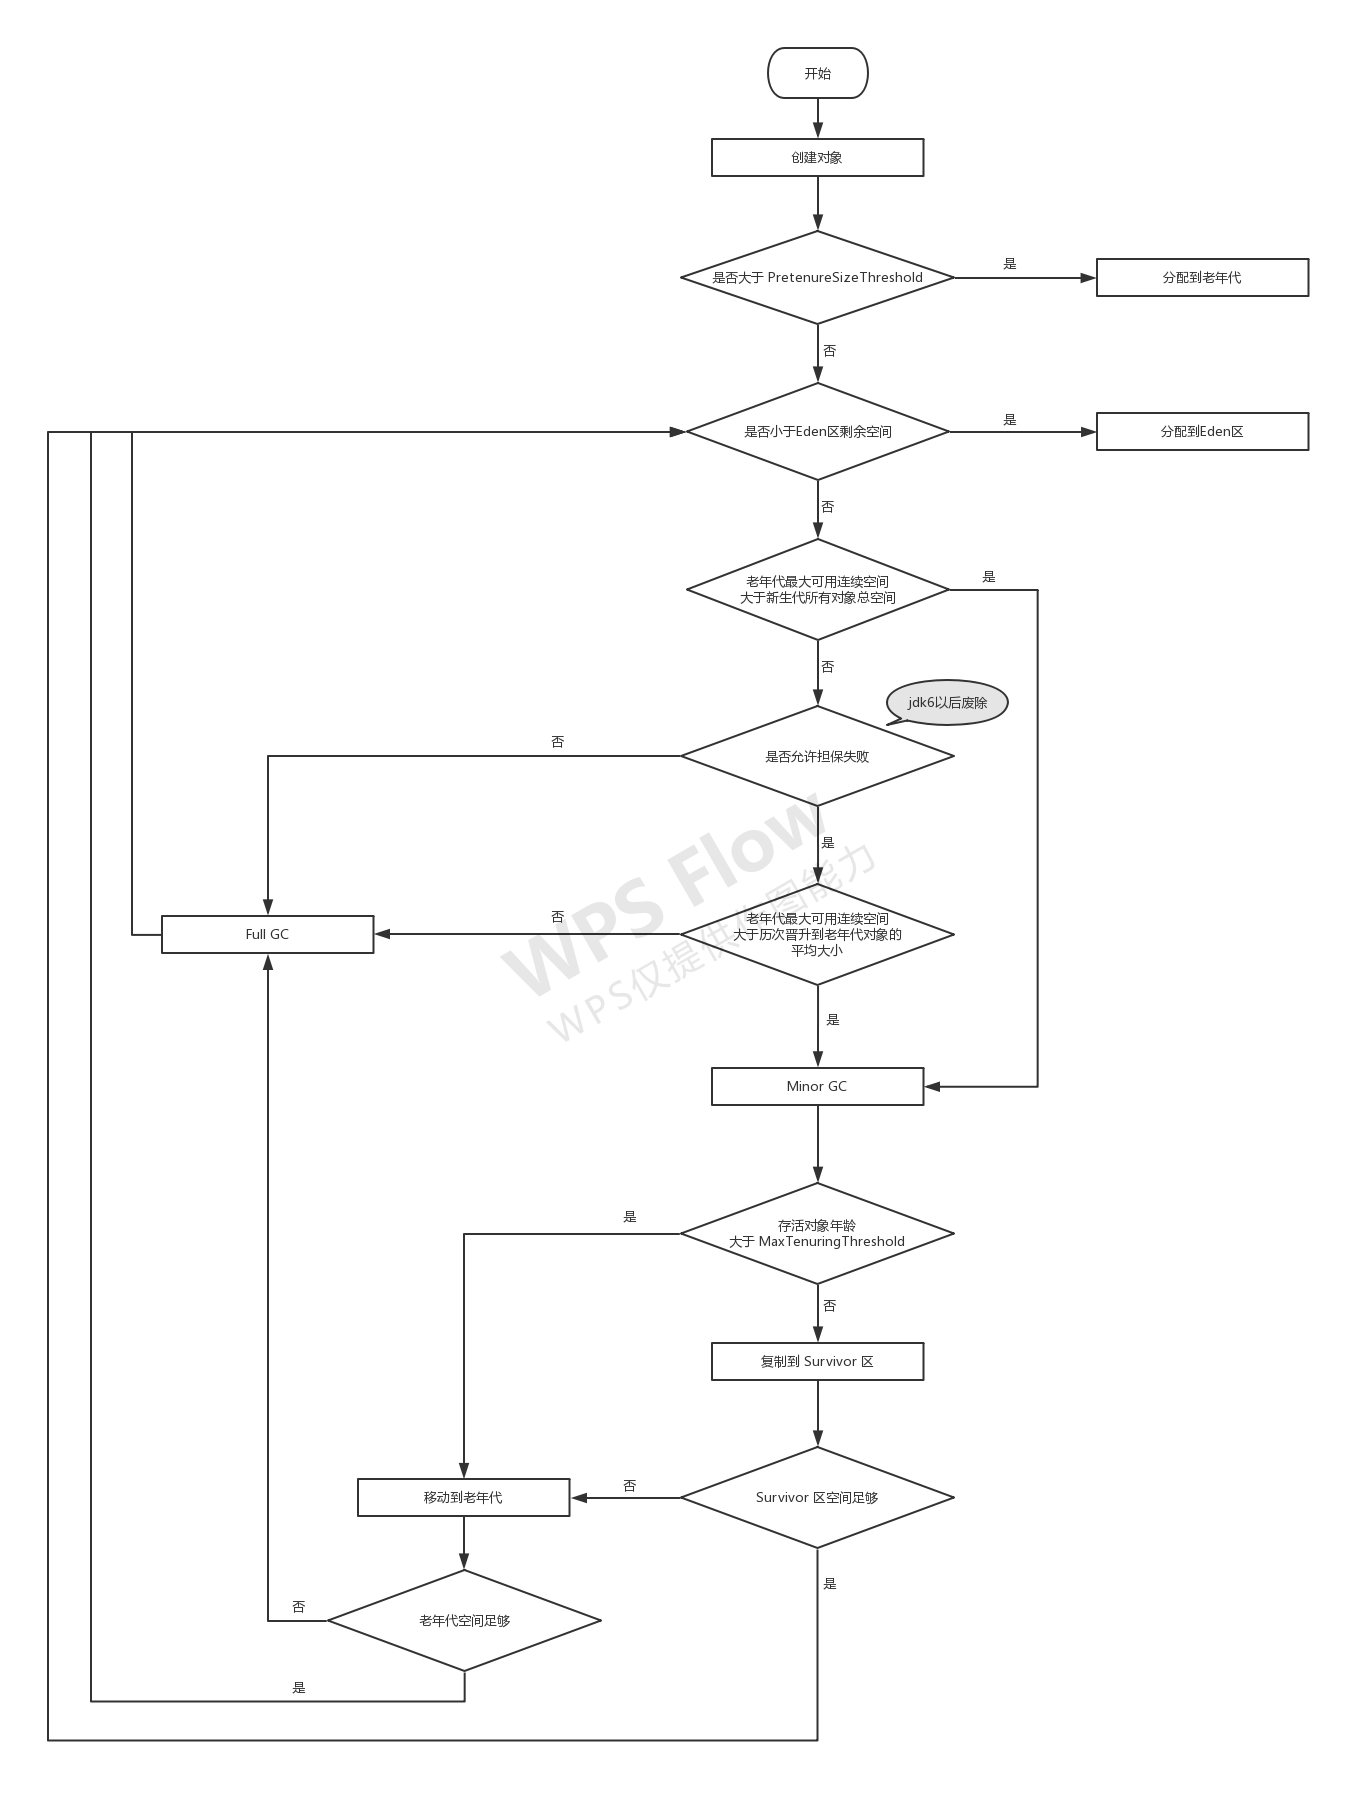 开始
创建对象
是否大于 PretenureSizeThreshold
是
分配到老年代
否
是否小于Eden区剩余空间
是
分配到Eden区
否
老年代最大可用连续空间
大于新生代所有对象总空间
是
否
jdk6以后废除
是否允许担保失败
否
是
老年代最大可用连续空间
大于历次晋升到老年代对象的
平均大小
否
Full GC
是
Minor GC
存活对象年龄
大于 MaxTenuringThreshold
是
否
复制到 Survivor 区
Survivor 区空间足够
否
移动到老年代
是
老年代空间足够
否
是
WPS Flow
WPS仅提供作图能力